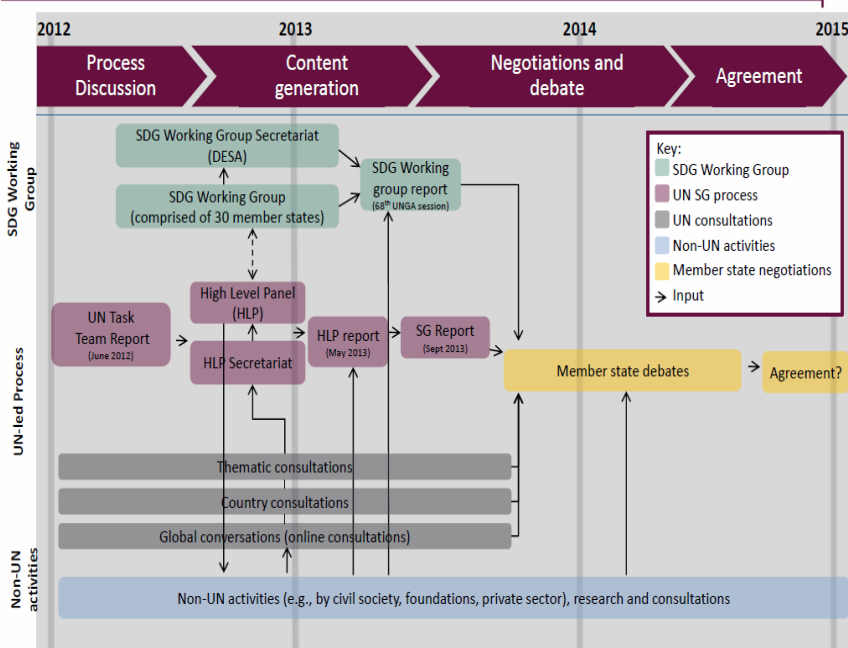 2012
2013
2014
2015
Process
Discussion
Content
generation
Negotiations and
debate
Agreement
SDG Working
Group
SDG Working Group Secretariat
(DESA)
SDG Working Group
(comprised of 30 member states)
SDG Working
group report
(68th UNGA session)
Key:
SDG Working Group
UN SG process
UN consultations
Non-UN activities
Member state negotiations
Input
UN-led Process
UN Task
Team Report
(June 2012)
High Level Panel
(HLP)
HLP Secretariat
HLP report
(May 2013)
SG Report
(Sept 2013)
Member state debates
Agreement?
Thematic consultations
Country consultations
Global conversations (online consultations)
Non-UN
activities
Non-UN activities (e.g., by civil society, foundations, private sector), research and consultations